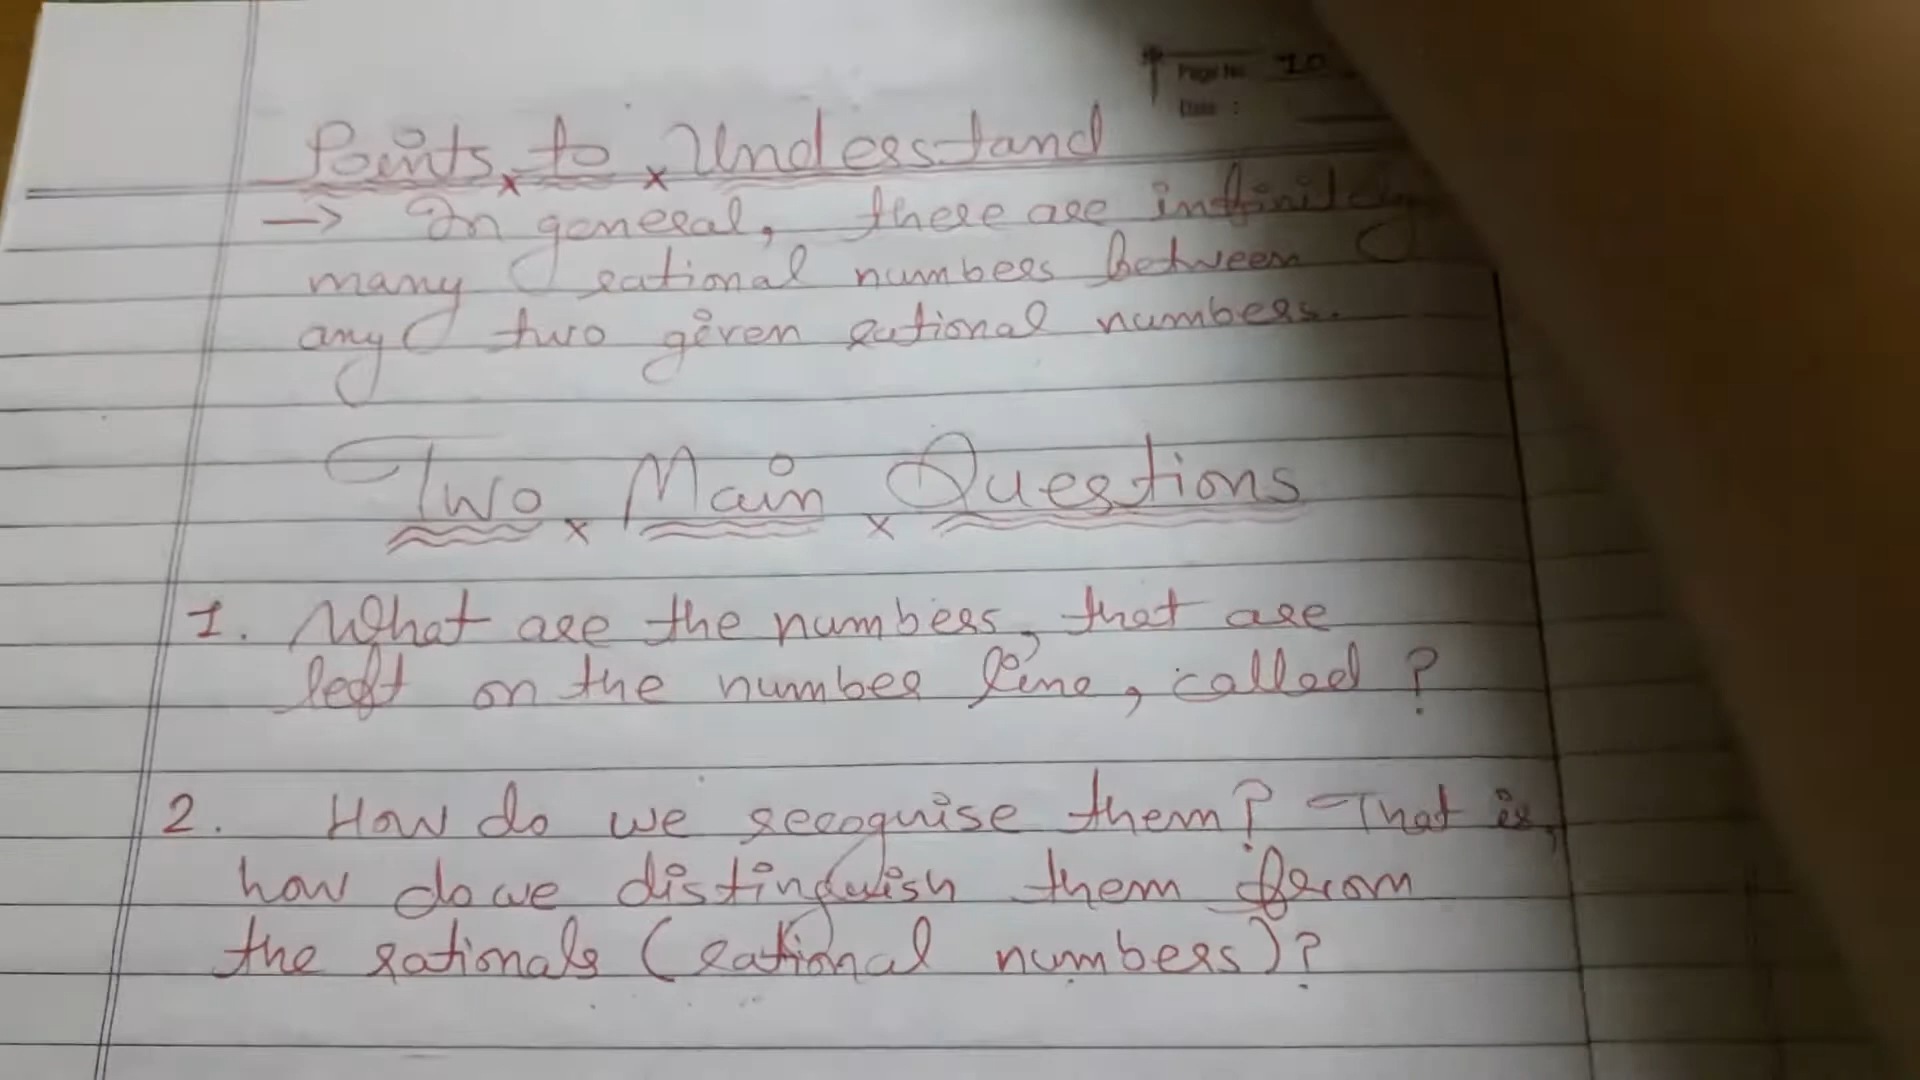 Page No. 10
Date :
Points to Understand
→ In general, there are infinitely
many rational numbers between
any two given rational numbers.
Two Main Questions
1. What are the numbers, that are
left on the number line, called ?
2. How do we recognise them? That is,
how do we distinguish them from
the rationals (rational numbers)?